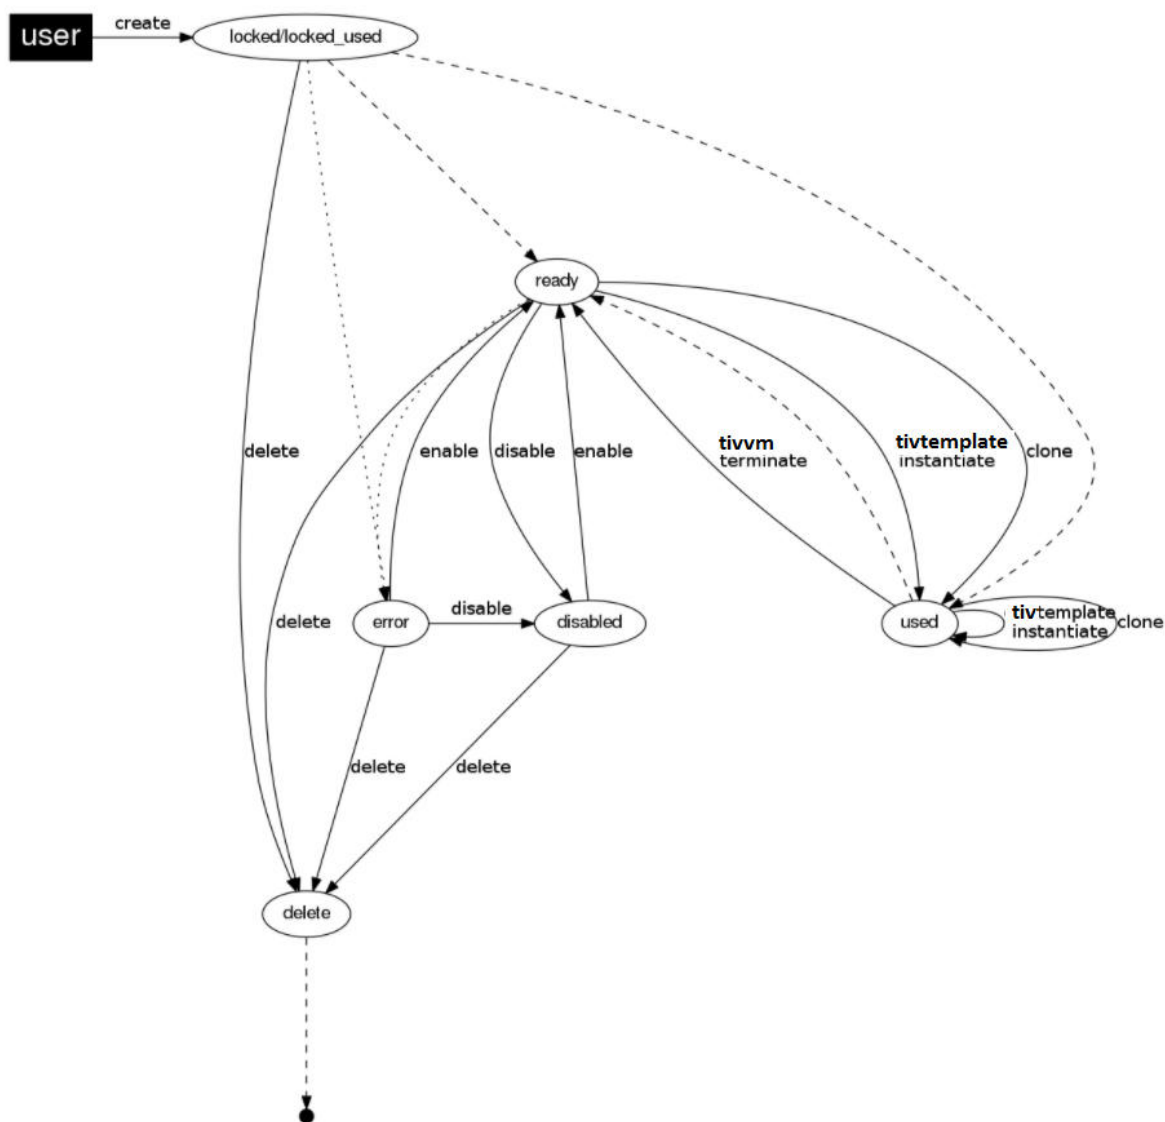 user
create
locked/locked_used
ready
delete
enable
disable
enable
tivvm
terminate
tivtemplate
instantiate
clone
delete
error
disable
disabled
used
tivtemplate
instantiate
clone
delete
delete
delete